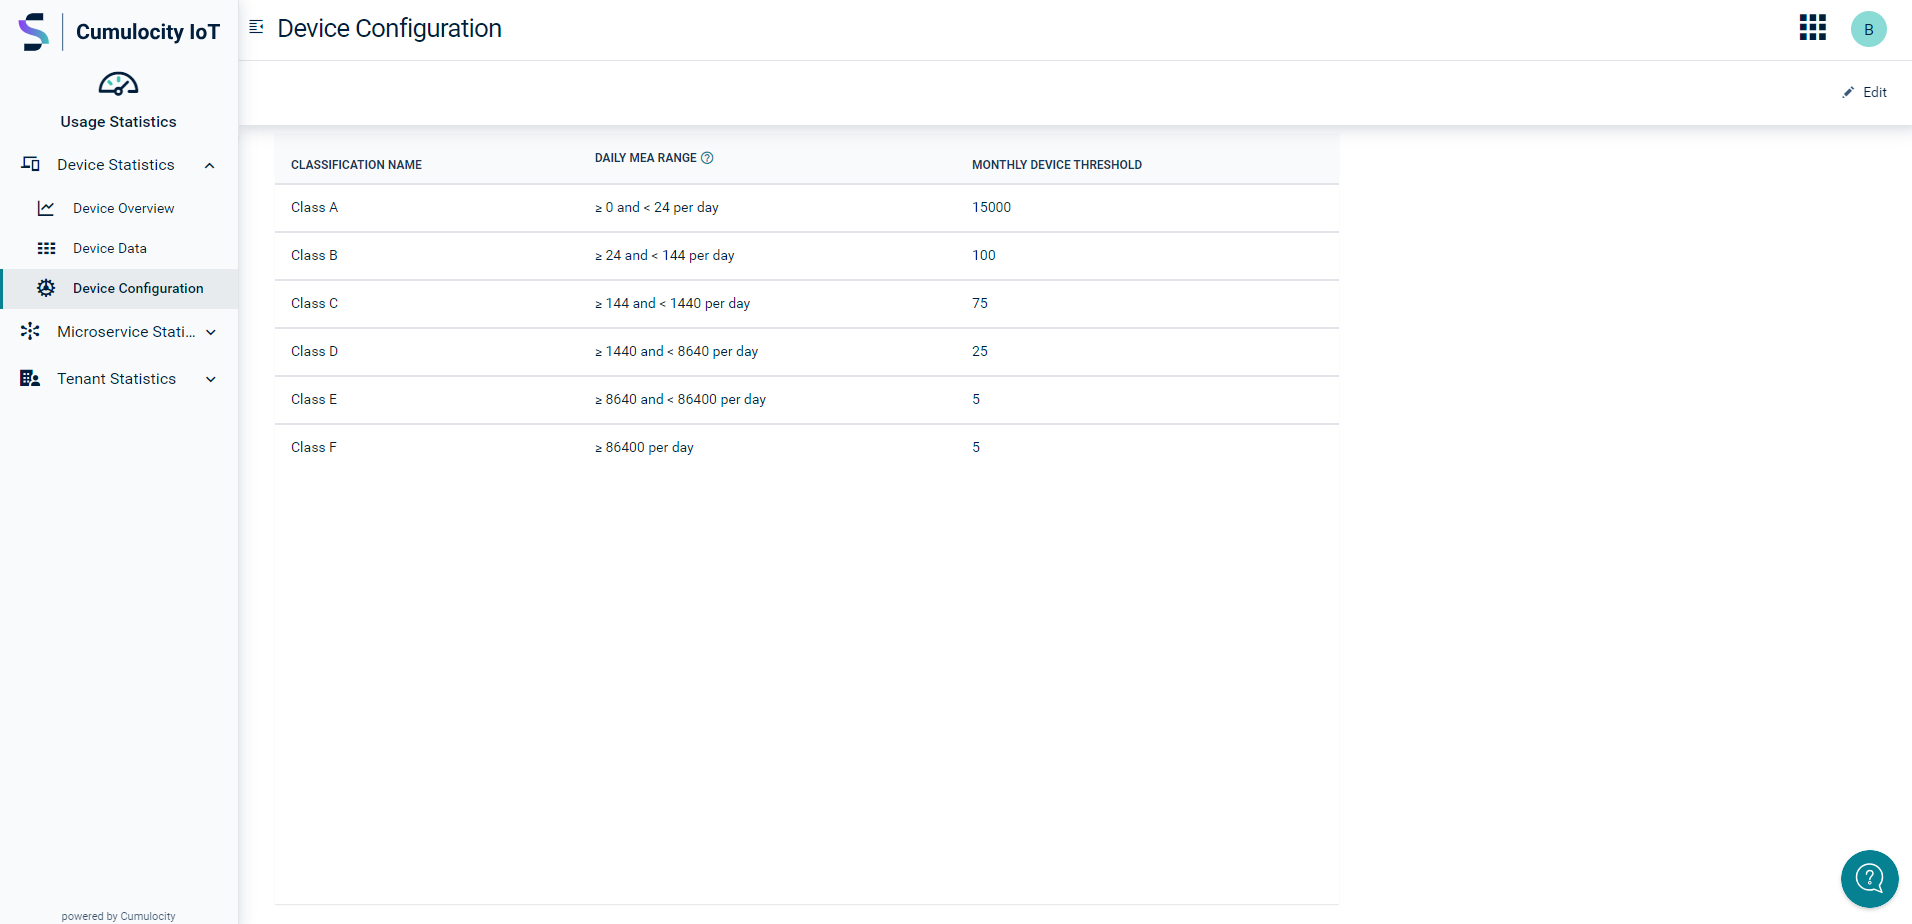 Cumulocity IoT
Device Configuration
B
Edit
Usage Statistics
Device Statistics
Device Overview
Device Data
Device Configuration
Microservice Stati...
Tenant Statistics
powered by Cumulocity
CLASSIFICATION NAME DAILY MEA RANGE ? MONTHLY DEVICE THRESHOLD
Class A ≥ 0 and < 24 per day 15000
Class B ≥ 24 and < 144 per day 100
Class C ≥ 144 and < 1440 per day 75
Class D ≥ 1440 and < 8640 per day 25
Class E ≥ 8640 and < 86400 per day 5
Class F ≥ 86400 per day 5
?